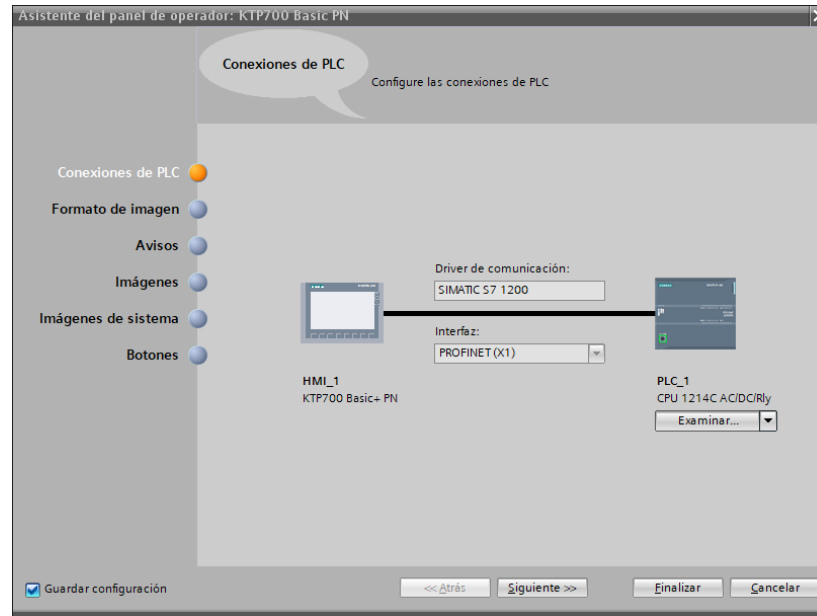 Asistente del panel de operador: KTP700 Basic PN
Conexiones de PLC
Configure las conexiones de PLC
Conexiones de PLC
Formato de imagen
Avisos
Imágenes
Imágenes de sistema
Botones
Driver de comunicación:
SIMATIC S7 1200
Interfaz:
PROFINET (X1)
HMI_1
KTP700 Basic+ PN
PLC_1
CPU 1214C AC/DC/Rly
Examinar...
Guardar configuración
<< Atrás
Siguiente >>
Finalizar
Cancelar